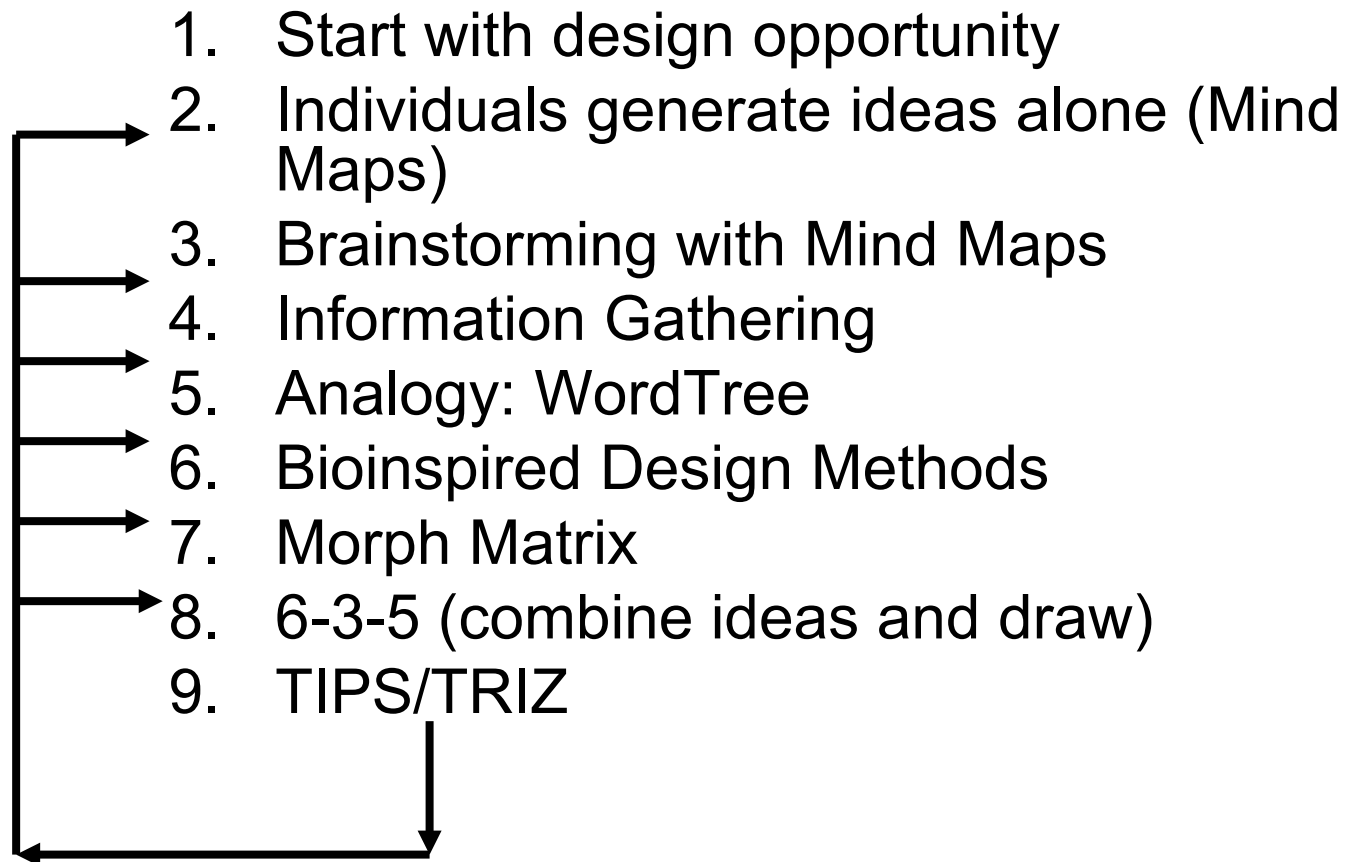 1. Start with design opportunity
2. Individuals generate ideas alone (Mind
Maps)
3. Brainstorming with Mind Maps
4. Information Gathering
5. Analogy: WordTree
6. Bioinspired Design Methods
7. Morph Matrix
8. 6-3-5 (combine ideas and draw)
9. TIPS/TRIZ